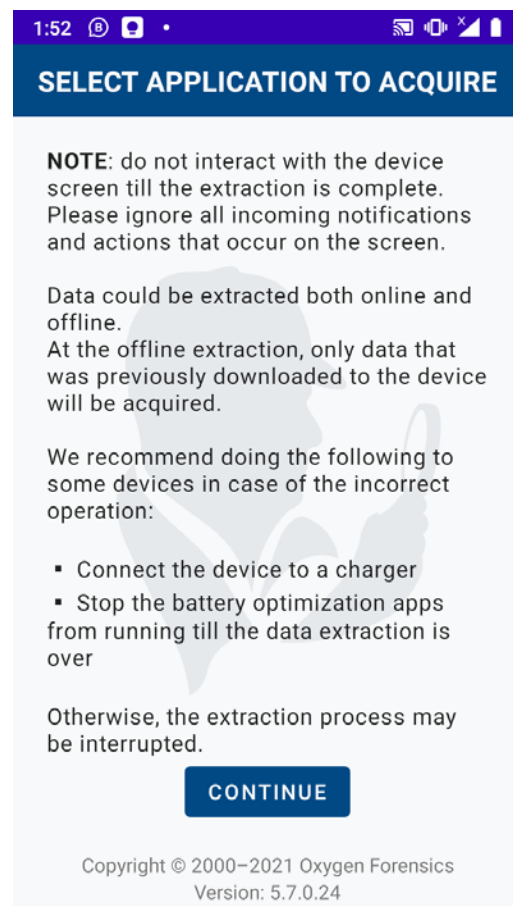 1:52
SELECT APPLICATION TO ACQUIRE
NOTE: do not interact with the device
screen till the extraction is complete.
Please ignore all incoming notifications
and actions that occur on the screen.
Data could be extracted both online and
offline.
At the offline extraction, only data that
was previously downloaded to the device
will be acquired.
We recommend doing the following to
some devices in case of the incorrect
operation:
▪ Connect the device to a charger
▪ Stop the battery optimization apps
from running till the data extraction is
over
Otherwise, the extraction process may
be interrupted.
CONTINUE
Copyright © 2000–2021 Oxygen Forensics
Version: 5.7.0.24